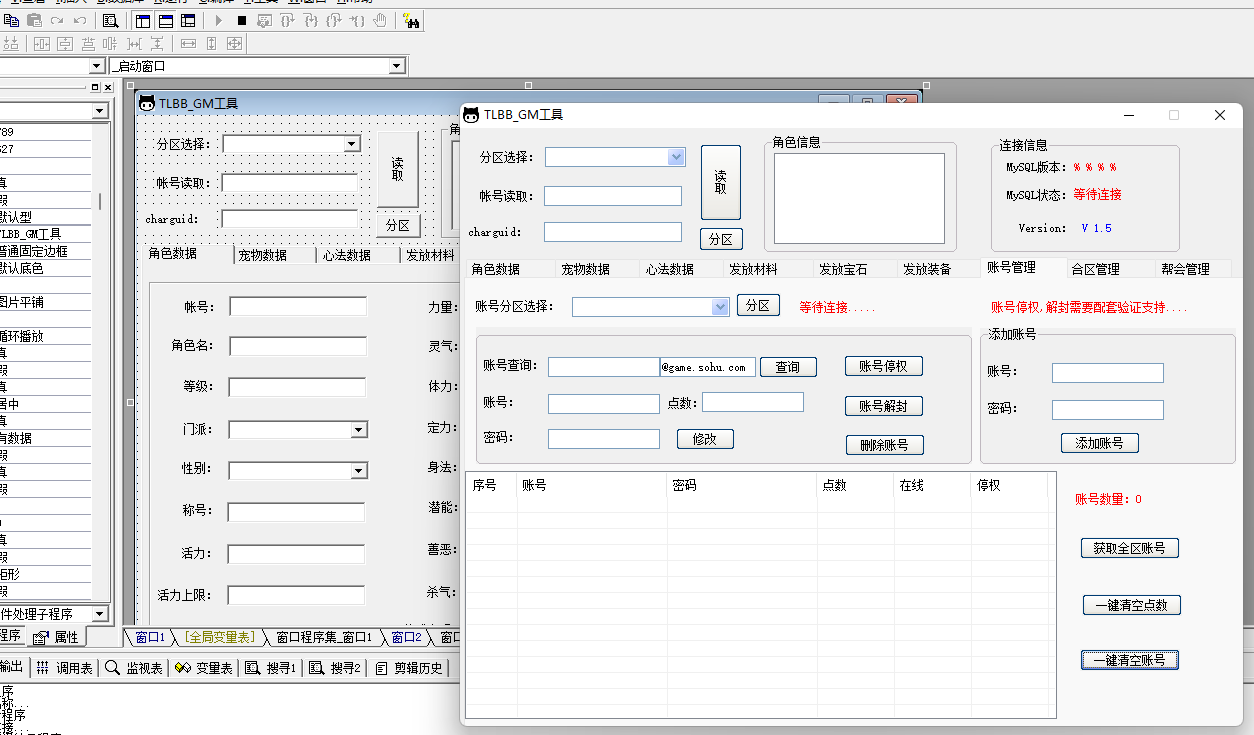 _启动窗口
TLBB_GM工具
分区选择：
读取
帐号读取：
charguid:
分区
角色数据 宠物数据 心法数据 发放材料
帐号： 力量：
角色名： 灵气：
等级： 体力：
门派： 定力：
性别： 身法：
称号： 潜能：
活力： 善恶：
活力上限： 杀气：
默认型
TLBB_GM工具
普通固定边框
默认底色
图片平铺
循环播放
居中
有数据
矩形
件处理子程序
程序 属性
窗口1 [全局变量表] 窗口程序集_窗口1 窗口2 窗口
输出 调用表 监视表 变量表 搜寻1 搜寻2 剪辑历史
TLBB_GM工具
分区选择：
读取
帐号读取：
charguid:
分区
角色信息
连接信息
MySQL版本: % % % %
MySQL状态: 等待连接
Version: V 1.5
角色数据 宠物数据 心法数据 发放材料 发放宝石 发放装备 账号管理 合区管理 帮会管理
账号分区选择： 分区 等待连接.....
账号停权,解封需要配套验证支持....
账号查询： @game.sohu.com 查询 账号停权
账号： 点数： 账号解封
密码： 修改 删除账号
添加账号
账号：
密码：
添加账号
序号 账号 密码 点数 在线 停权
账号数量：0
获取全区账号
一键清空点数
一键清空账号